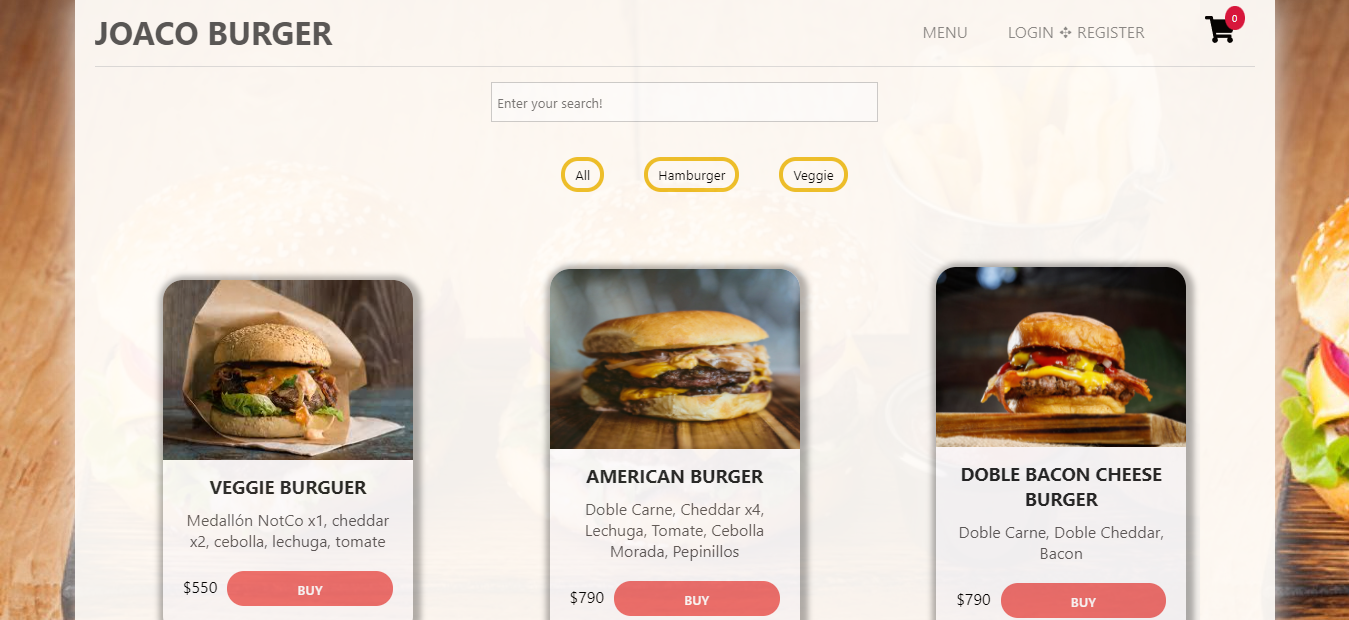 JOACO BURGER
MENU
LOGIN ✣ REGISTER
0
Enter your search!
All
Hamburger
Veggie
VEGGIE BURGUER
Medallón NotCo x1, cheddar
x2, cebolla, lechuga, tomate
$550
BUY
AMERICAN BURGER
Doble Carne, Cheddar x4,
Lechuga, Tomate, Cebolla
Morada, Pepinillos
$790
BUY
DOBLE BACON CHEESE
BURGER
Doble Carne, Doble Cheddar,
Bacon
$790
BUY